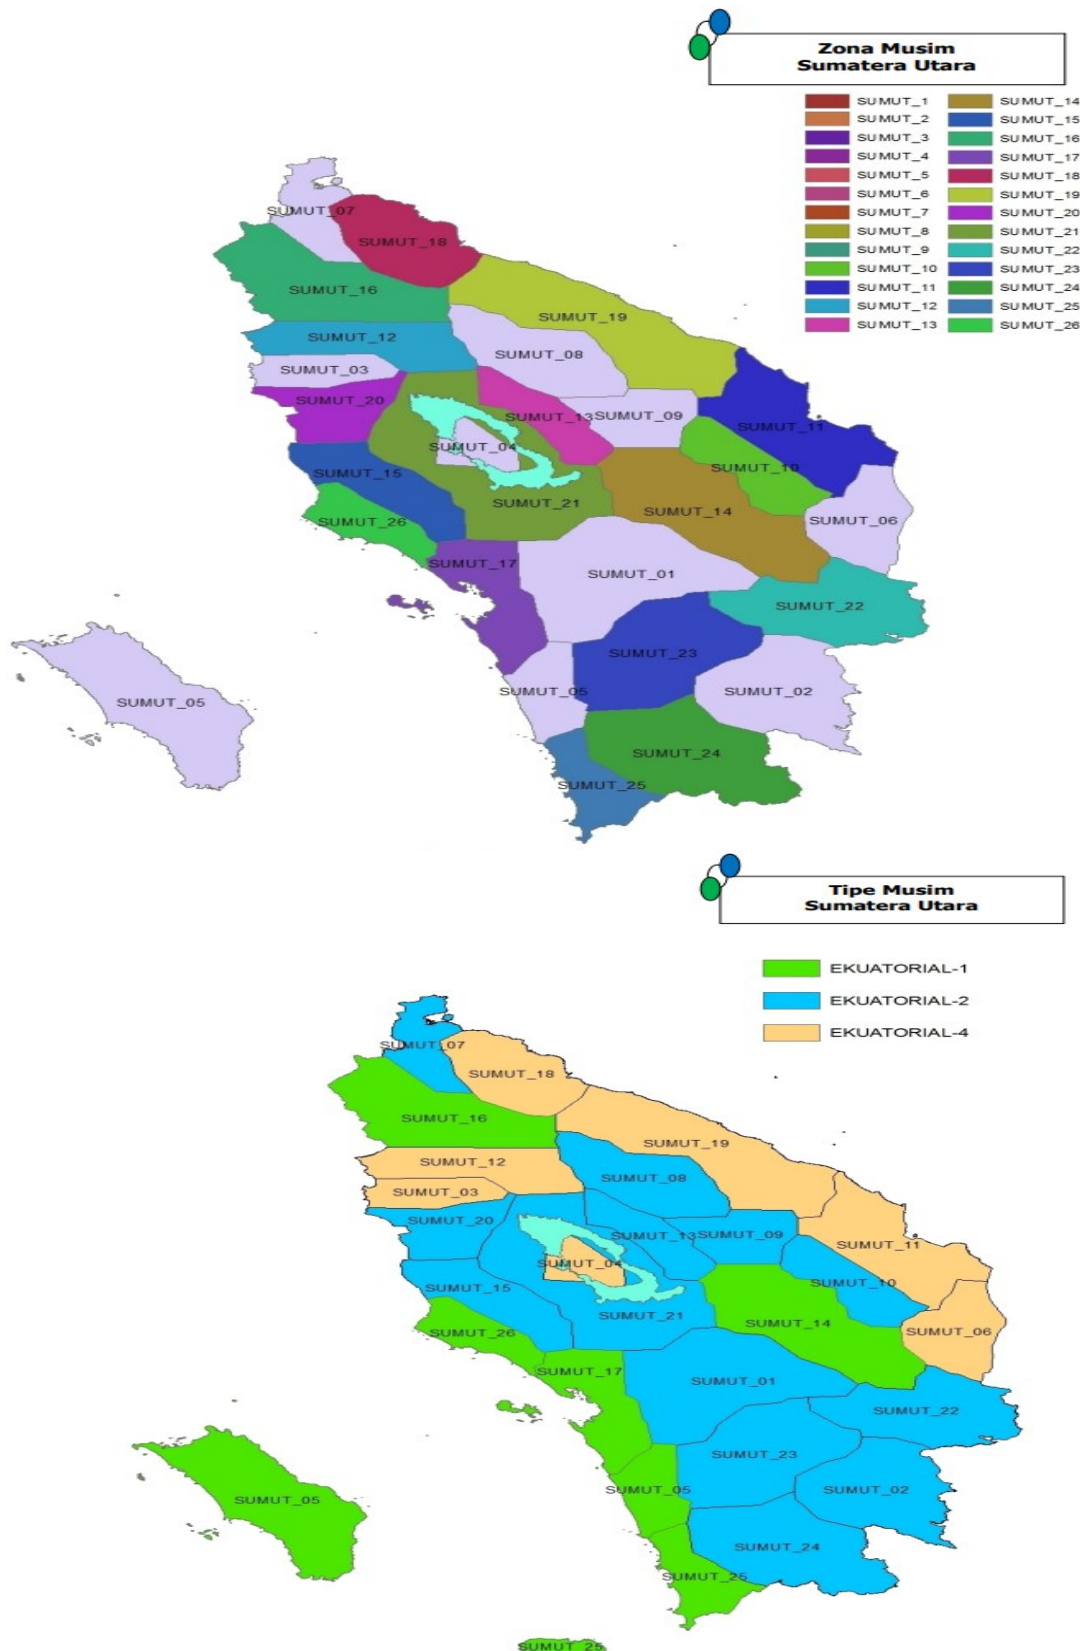 Zona Musim
Sumatera Utara
SUMUT_1
SUMUT_2
SUMUT_3
SUMUT_4
SUMUT_5
SUMUT_6
SUMUT_7
SUMUT_8
SUMUT_9
SUMUT_10
SUMUT_11
SUMUT_12
SUMUT_13
SUMUT_14
SUMUT_15
SUMUT_16
SUMUT_17
SUMUT_18
SUMUT_19
SUMUT_20
SUMUT_21
SUMUT_22
SUMUT_23
SUMUT_24
SUMUT_25
SUMUT_26
SUMUT_07
SUMUT_18
SUMUT_16
SUMUT_19
SUMUT_12
SUMUT_08
SUMUT_03
SUMUT_20
SUMUT_13
SUMUT_09
SUMUT_11
SUMUT_04
SUMUT_10
SUMUT_15
SUMUT_21
SUMUT_14
SUMUT_26
SUMUT_06
SUMUT_17
SUMUT_01
SUMUT_22
SUMUT_23
SUMUT_05
SUMUT_02
SUMUT_05
SUMUT_24
SUMUT_25
Tipe Musim
Sumatera Utara
EKUATORIAL-1
EKUATORIAL-2
EKUATORIAL-4
SUMUT_07
SUMUT_18
SUMUT_16
SUMUT_19
SUMUT_12
SUMUT_08
SUMUT_03
SUMUT_20
SUMUT_13
SUMUT_09
SUMUT_11
SUMUT_04
SUMUT_10
SUMUT_15
SUMUT_21
SUMUT_14
SUMUT_26
SUMUT_06
SUMUT_17
SUMUT_01
SUMUT_22
SUMUT_23
SUMUT_05
SUMUT_02
SUMUT_05
SUMUT_24
SUMUT_25
SUMUT_25